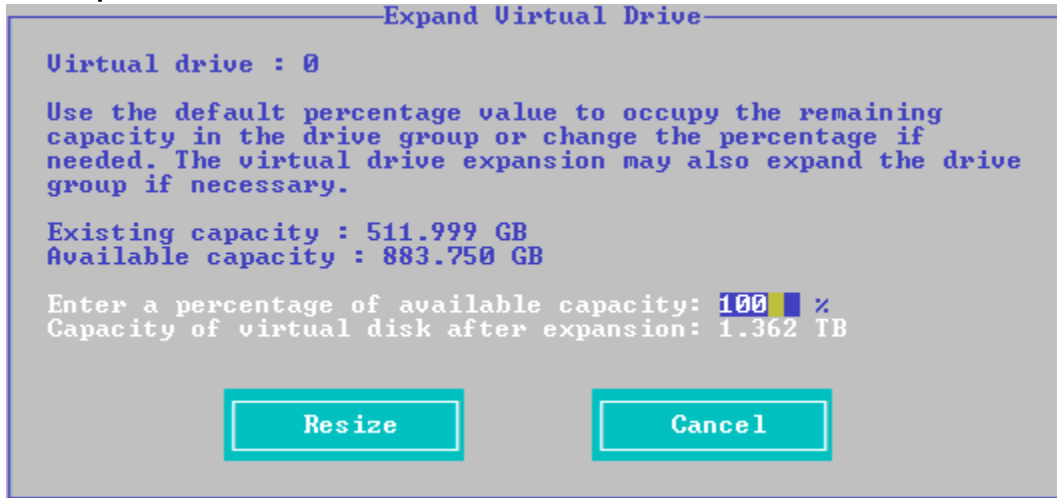 Expand Virtual Drive
Virtual drive : 0
Use the default percentage value to occupy the remaining
capacity in the drive group or change the percentage if
needed. The virtual drive expansion may also expand the drive
group if necessary.
Existing capacity : 511.999 GB
Available capacity : 883.750 GB
Enter a percentage of available capacity: 100 %
Capacity of virtual disk after expansion: 1.362 TB
Resize Cancel